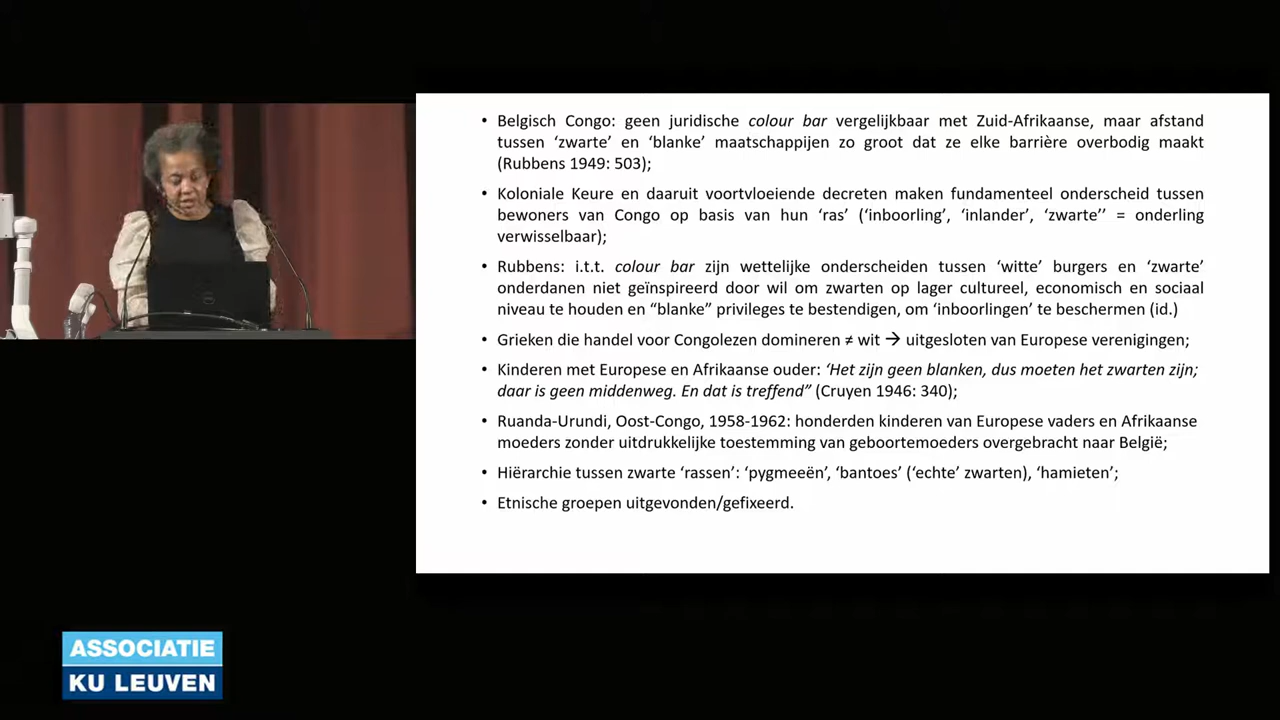 • Belgisch Congo: geen juridische colour bar vergelijkbaar met Zuid-Afrikaanse, maar afstand
tussen ‘zwarte’ en ‘blanke’ maatschappijen zo groot dat ze elke barrière overbodig maakt
(Rubbens 1949: 503);
• Koloniale Keure en daaruit voortvloeiende decreten maken fundamenteel onderscheid tussen
bewoners van Congo op basis van hun ‘ras’ (‘inboorling’, ‘inlander’, ‘zwarte’’ = onderling
verwisselbaar);
• Rubbens: i.t.t. colour bar zijn wettelijke onderscheiden tussen ‘witte’ burgers en ‘zwarte’
onderdanen niet geïnspireerd door wil om zwarten op lager cultureel, economisch en sociaal
niveau te houden en “blanke” privileges te bestendigen, om ‘inboorlingen’ te beschermen (id.)
• Grieken die handel voor Congolezen domineren ≠ wit → uitgesloten van Europese verenigingen;
• Kinderen met Europese en Afrikaanse ouder: ‘Het zijn geen blanken, dus moeten het zwarten zijn;
daar is geen middenweg. En dat is treffend” (Cruyen 1946: 340);
• Ruanda-Urundi, Oost-Congo, 1958-1962: honderden kinderen van Europese vaders en Afrikaanse
moeders zonder uitdrukkelijke toestemming van geboortemoeders overgebracht naar België;
• Hiërarchie tussen zwarte ‘rassen’: ‘pygmeeën’, ‘bantoes’ (‘echte’ zwarten), ‘hamieten’;
• Etnische groepen uitgevonden/gefixeerd.
ASSOCIATIE
KU LEUVEN